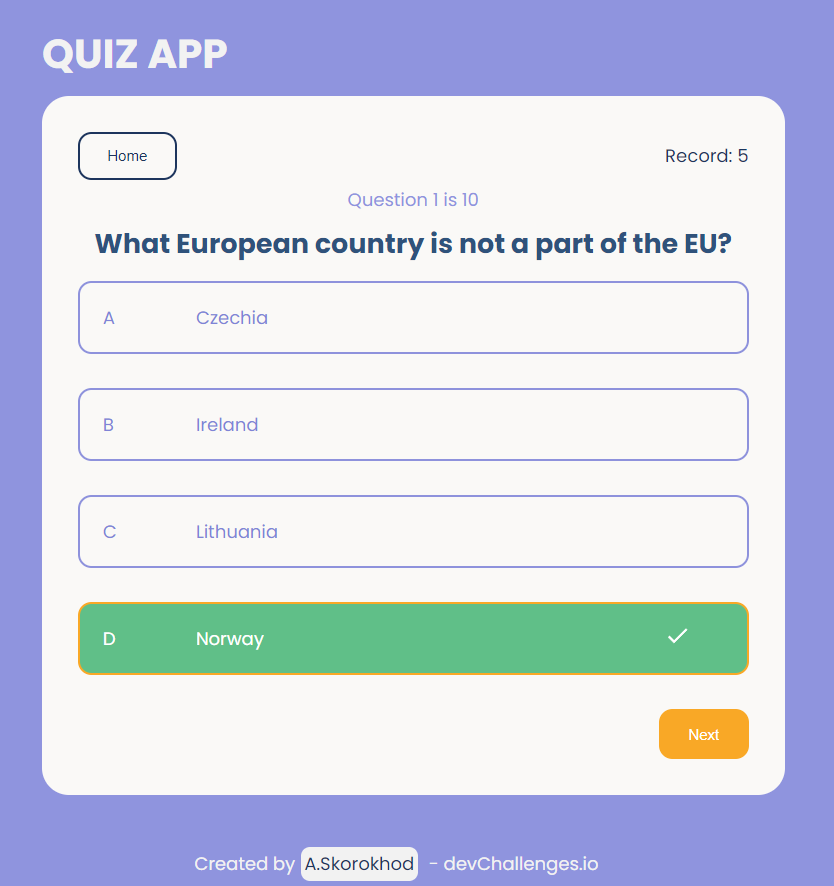 QUIZ APP
Home
Record: 5
Question 1 is 10
What European country is not a part of the EU?
A Czechia
B Ireland
C Lithuania
D Norway
Next
Created by A.Skorokhod - devChallenges.io